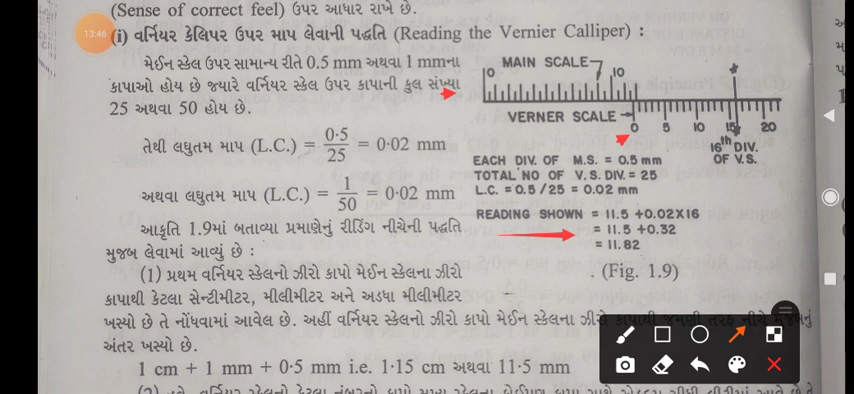 (Sense of correct feel) ઉપર આધાર રાખે છે.
13:46
(i) વર્નિયર કેલિપર ઉપર માપ લેવાની પદ્ધતિ (Reading the Vernier Calliper) :
મેઈન સ્કેલ ઉપર સામાન્ય રીતે 0.5 mm અથવા 1 mmના
કાપાઓ હોય છે જ્યારે વર્નિયર સ્કેલ ઉપર કાપાની કુલ સંખ્યા
25 અથવા 50 હોય છે.
તેથી લઘુતમ માપ (L.C.) = 0·5/25 = 0·02 mm
અથવા લઘુતમ માપ (L.C.) = 1/50 = 0·02 mm
આકૃતિ 1.9માં બતાવ્યા પ્રમાણેનું રીડિંગ નીચેની પદ્ધતિ
મુજબ લેવામાં આવ્યું છે :
MAIN SCALE
0 10
VERNER SCALE
0 5 10 15 20
16th DIV.
OF V.S.
EACH DIV. OF M.S. = 0.5 mm
TOTAL NO OF V.S. DIV. = 25
L.C. = 0.5 / 25 = 0.02 mm
READING SHOWN = 11.5 +0.02X16
= 11.5 +0.32
= 11.82
. (Fig. 1.9)
(1) પ્રથમ વર્નિયર સ્કેલનો ઝીરો કાપો મેઈન સ્કેલના ઝીરો
કાપાથી કેટલા સેન્ટીમીટર, મીલીમીટર અને અડધા મીલીમીટર
ખસ્યો છે તે નોંધવામાં આવેલ છે. અહીં વર્નિયર સ્કેલનો ઝીરો કાપો મેઈન સ્કેલના ઝીરો કાપાથી જમણી તરફ નીચે મુજબનું
અંતર ખસ્યો છે.
1 cm + 1 mm + 0·5 mm i.e. 1·15 cm અથવા 11·5 mm